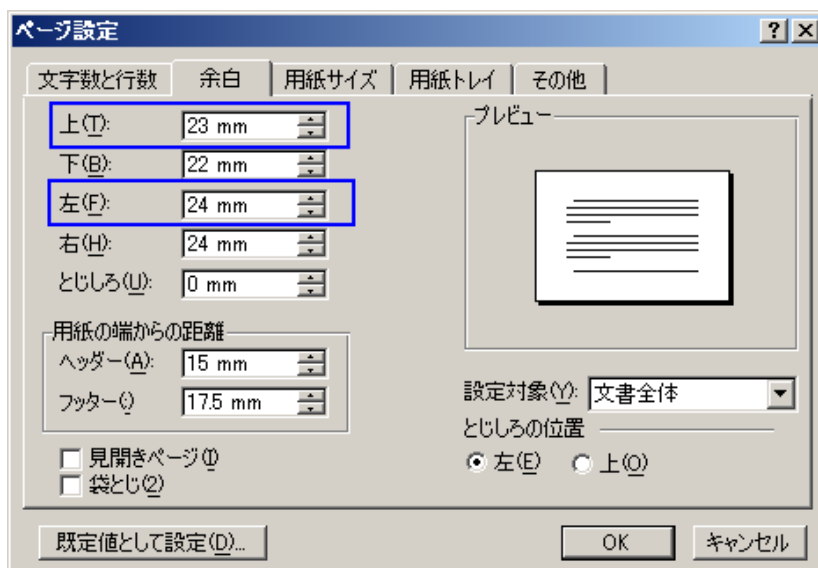 ページ設定
文字数と行数 余白 用紙サイズ 用紙トレイ その他
上(T): 23 mm
下(B): 22 mm
左(F): 24 mm
右(H): 24 mm
とじしろ(U): 0 mm
用紙の端からの距離
ヘッダー(A): 15 mm
フッター(-) 17.5 mm
見開きページ(I)
袋とじ(2)
プレビュー
設定対象(Y): 文書全体
とじしろの位置
左(E) 上(O)
既定値として設定(D)... OK キャンセル